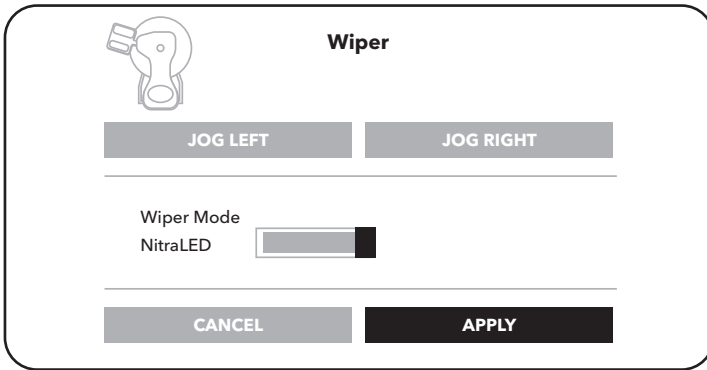 Wiper
JOG LEFT JOG RIGHT
Wiper Mode
NitraLED
CANCEL APPLY